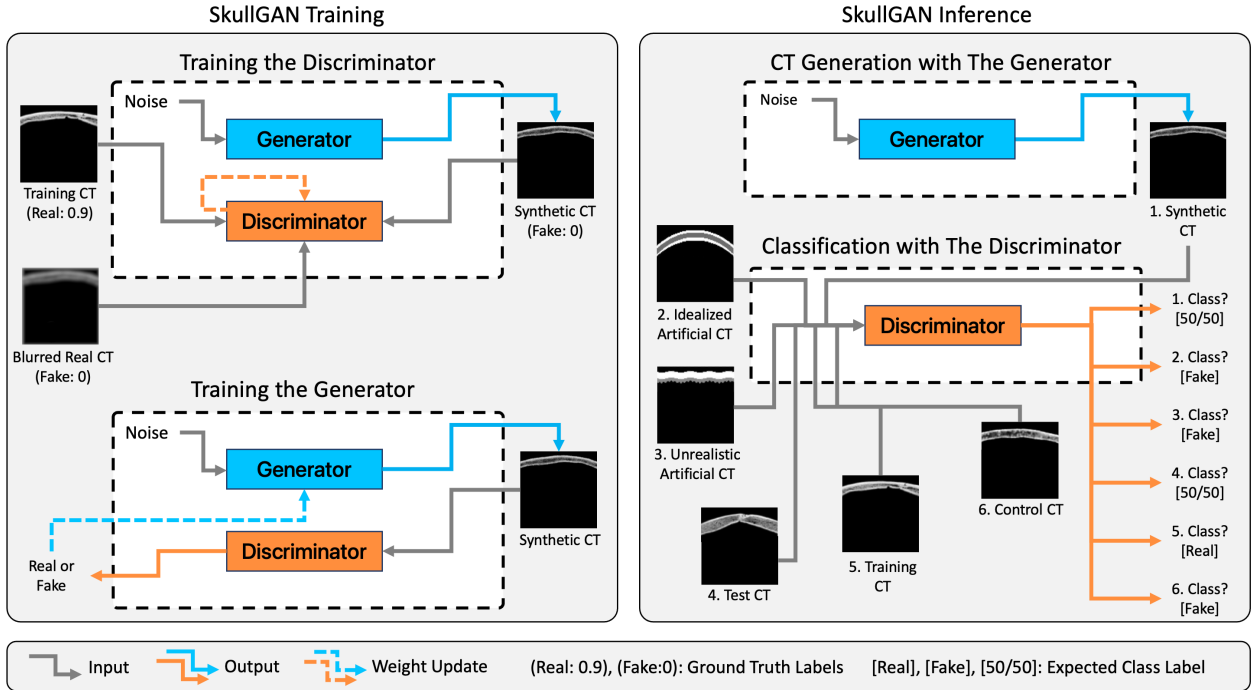 SkullGAN Training
Training the Discriminator
Noise
Generator
Training CT
(Real: 0.9)
Discriminator
Synthetic CT
(Fake: 0)
Blurred Real CT
(Fake: 0)
Training the Generator
Noise
Generator
Discriminator
Synthetic CT
Real or
Fake
SkullGAN Inference
CT Generation with The Generator
Noise
Generator
1. Synthetic
CT
Classification with The Discriminator
2. Idealized
Artificial CT
Discriminator
3. Unrealistic
Artificial CT
4. Test CT
5. Training
CT
6. Control CT
1. Class?
[50/50]
2. Class?
[Fake]
3. Class?
[Fake]
4. Class?
[50/50]
5. Class?
[Real]
6. Class?
[Fake]
Input
Output
Weight Update
(Real: 0.9), (Fake:0): Ground Truth Labels
[Real], [Fake], [50/50]: Expected Class Label